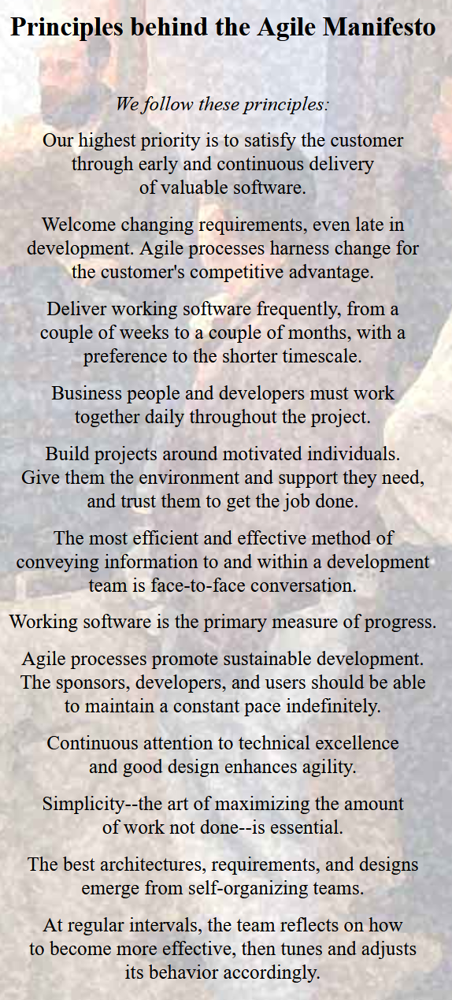 Principles behind the Agile Manifesto
We follow these principles:
Our highest priority is to satisfy the customer
through early and continuous delivery
of valuable software.
Welcome changing requirements, even late in
development. Agile processes harness change for
the customer's competitive advantage.
Deliver working software frequently, from a
couple of weeks to a couple of months, with a
preference to the shorter timescale.
Business people and developers must work
together daily throughout the project.
Build projects around motivated individuals.
Give them the environment and support they need,
and trust them to get the job done.
The most efficient and effective method of
conveying information to and within a development
team is face-to-face conversation.
Working software is the primary measure of progress.
Agile processes promote sustainable development.
The sponsors, developers, and users should be able
to maintain a constant pace indefinitely.
Continuous attention to technical excellence
and good design enhances agility.
Simplicity--the art of maximizing the amount
of work not done--is essential.
The best architectures, requirements, and designs
emerge from self-organizing teams.
At regular intervals, the team reflects on how
to become more effective, then tunes and adjusts
its behavior accordingly.